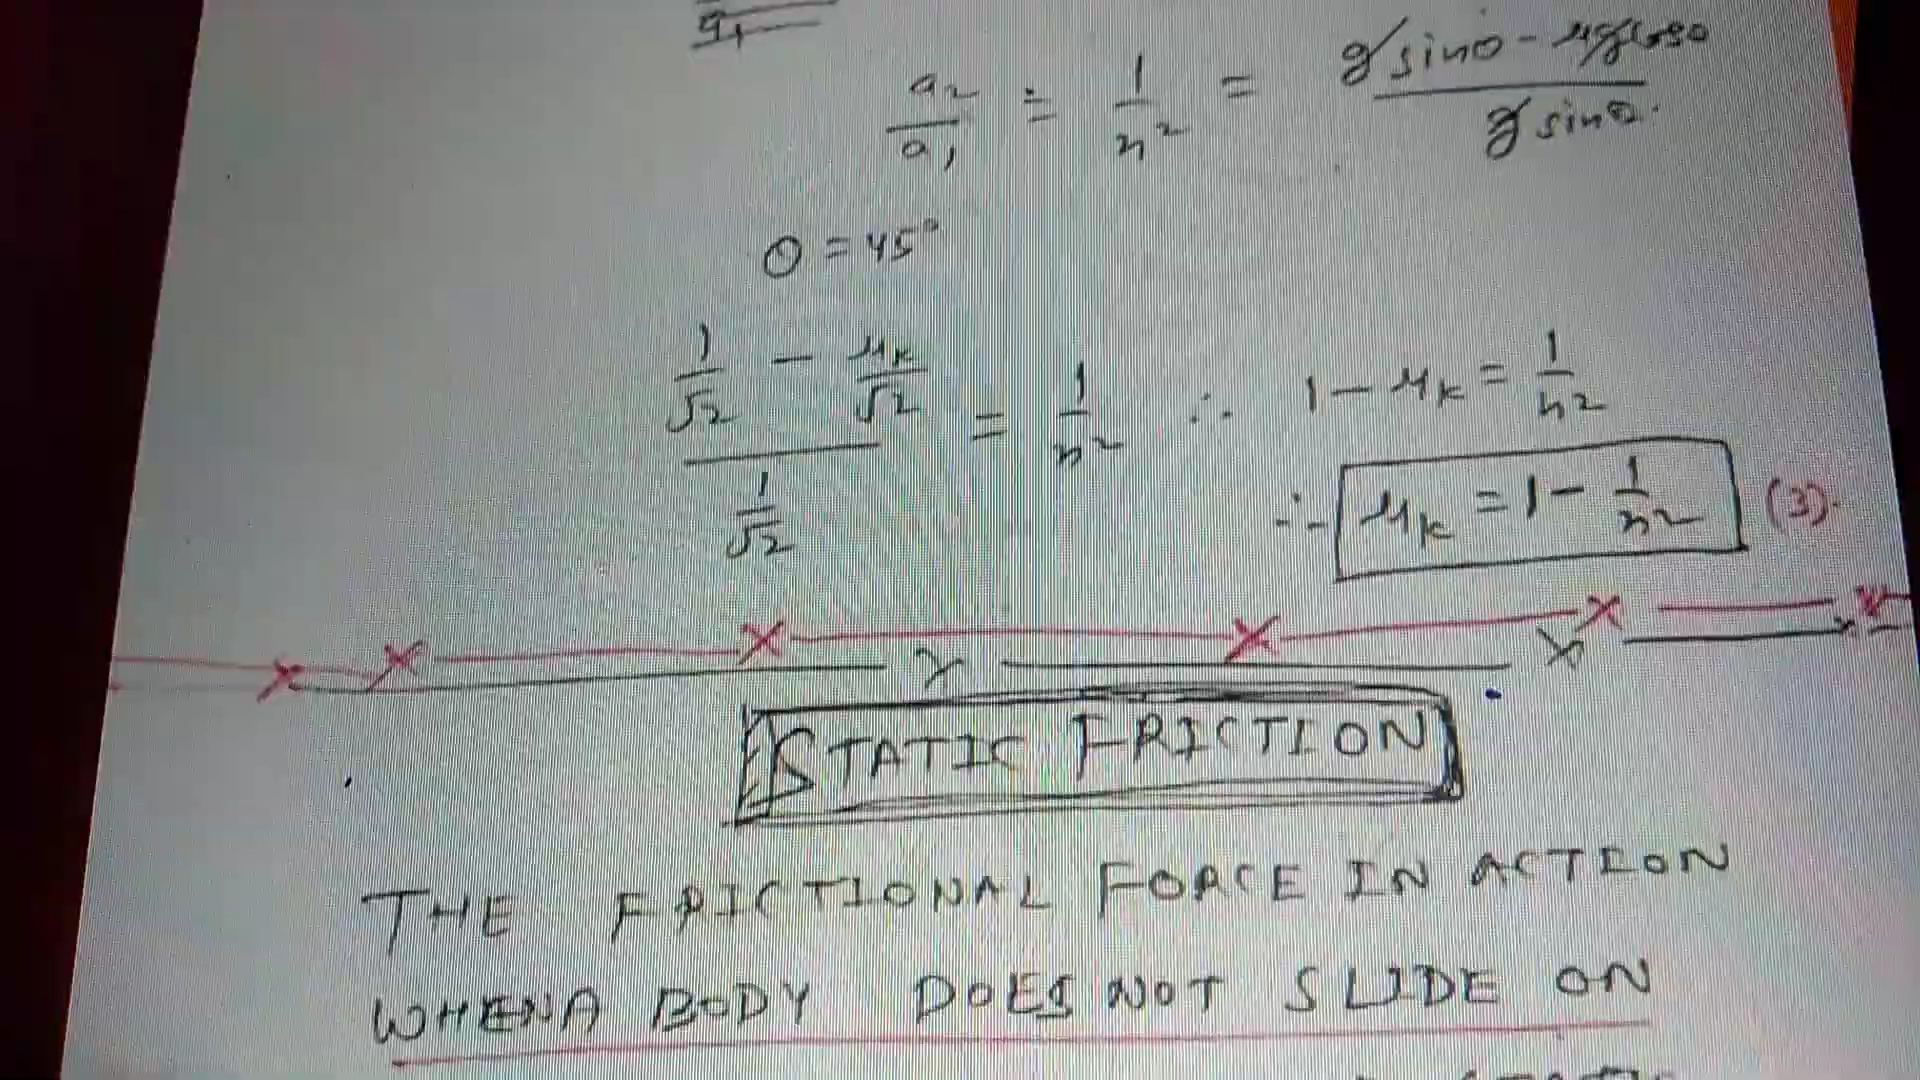 a₁
a₂/a₁ = 1/n² = g sinθ - μg cosθ / g sinθ.
θ = 45°
(1/√2 - μₖ/√2) / (1/√2) = 1/n² ∴ 1 - μₖ = 1/n²
∴ μₖ = 1 - 1/n² (3).
STATIC FRICTION
THE FRICTIONAL FORCE IN ACTION
WHEN A BODY DOES NOT SLIDE ON